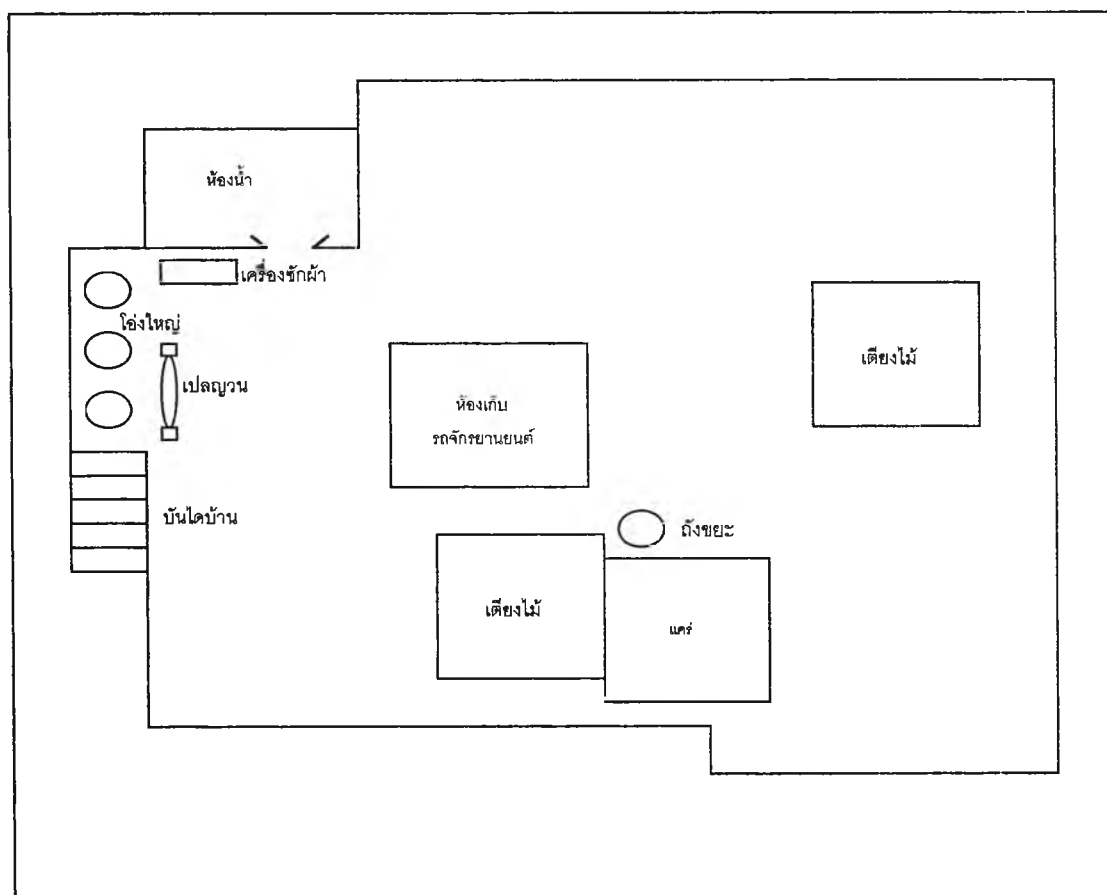 ห้องน้ำ
เครื่องซักผ้า
โอ่งใหญ่
เปลญวน
เตียงไม้
ห้องเก็บ
รถจักรยานยนต์
บันไดบ้าน
ถังขยะ
เตียงไม้
แคร่